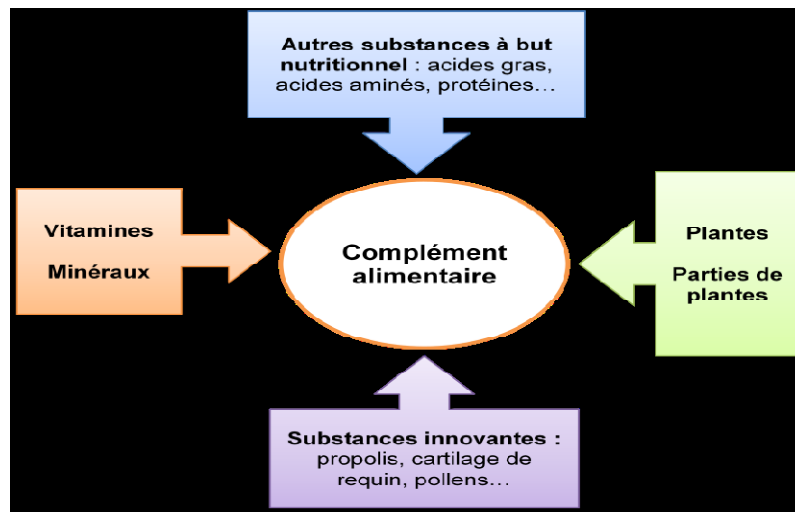 Autres substances à but
nutritionnel : acides gras,
acides aminés, protéines…
Vitamines
Minéraux
Complément
alimentaire
Plantes
Parties de
plantes
Substances innovantes :
propolis, cartilage de
requin, pollens…